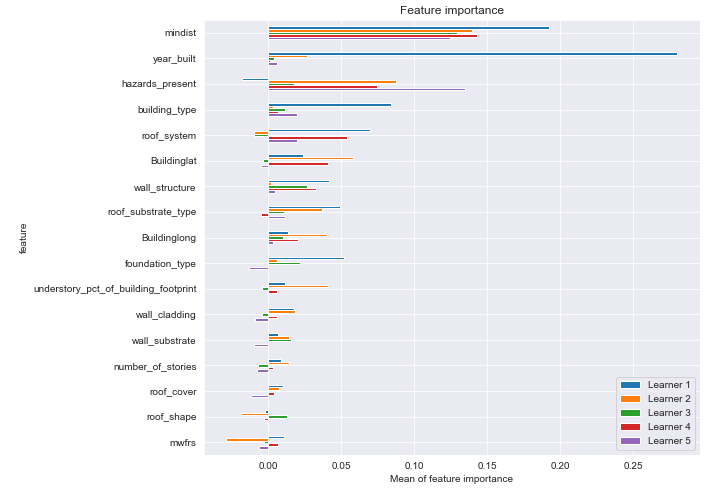 Feature importance
mindist
year_built
hazards_present
building_type
roof_system
Buildinglat
wall_structure
roof_substrate_type
Buildinglong
foundation_type
understory_pct_of_building_footprint
wall_cladding
wall_substrate
number_of_stories
roof_cover
roof_shape
mwfrs
feature
Learner 1
Learner 2
Learner 3
Learner 4
Learner 5
0.00 0.05 0.10 0.15 0.20 0.25
Mean of feature importance